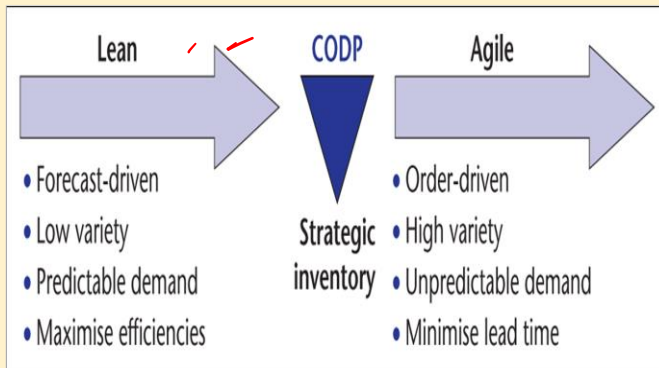 Lean
CODP
Agile
• Forecast-driven
• Low variety
• Predictable demand
• Maximise efficiencies
Strategic
inventory
• Order-driven
• High variety
• Unpredictable demand
• Minimise lead time